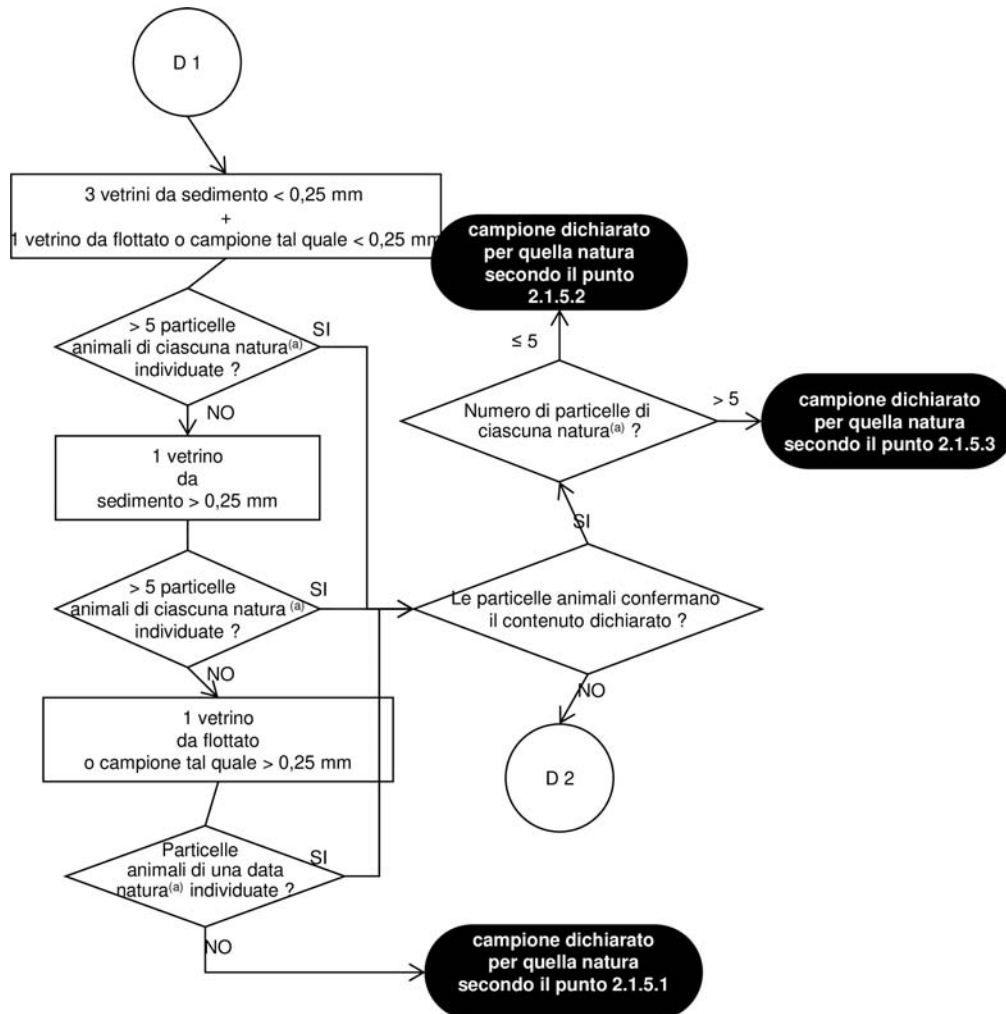 D 1
3 vetrini da sedimento < 0,25 mm
+
1 vetrino da flottato o campione tal quale < 0,25 mm
> 5 particelle
animali di ciascuna natura(a)
individuate ?
SI
NO
1 vetrino
da
sedimento > 0,25 mm
> 5 particelle
animali di ciascuna natura (a)
individuate ?
SI
NO
1 vetrino
da flottato
o campione tal quale > 0,25 mm
Particelle
animali di una data
natura(a) individuate ?
SI
NO
campione dichiarato
per quella natura
secondo il punto 2.1.5.1
campione dichiarato
per quella natura
secondo il punto
2.1.5.2
≤ 5
Numero di particelle di
ciascuna natura(a) ?
> 5
campione dichiarato
per quella natura
secondo il punto 2.1.5.3
SI
Le particelle animali confermano
il contenuto dichiarato ?
NO
D 2